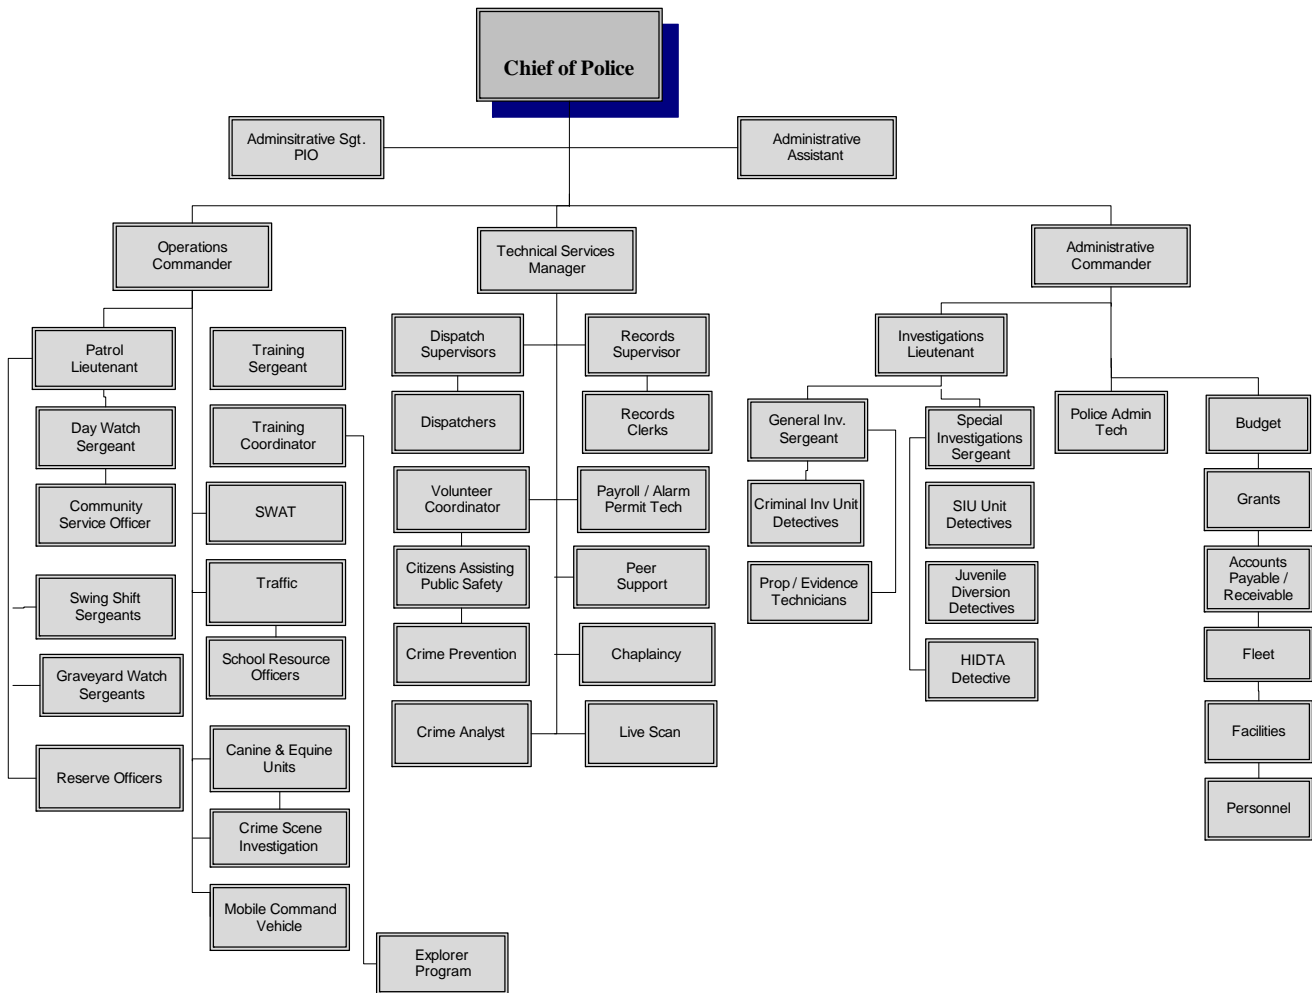 Chief of Police
Adminsitrative Sgt.
PIO
Administrative
Assistant
Operations
Commander
Technical Services
Manager
Administrative
Commander
Patrol
Lieutenant
Day Watch
Sergeant
Community
Service Officer
Swing Shift
Sergeants
Graveyard Watch
Sergeants
Reserve Officers
Training
Sergeant
Training
Coordinator
SWAT
Traffic
School Resource
Officers
Canine & Equine
Units
Crime Scene
Investigation
Mobile Command
Vehicle
Explorer
Program
Dispatch
Supervisors
Dispatchers
Records
Supervisor
Records
Clerks
Volunteer
Coordinator
Citizens Assisting
Public Safety
Crime Prevention
Crime Analyst
Payroll / Alarm
Permit Tech
Peer
Support
Chaplaincy
Live Scan
Investigations
Lieutenant
General Inv.
Sergeant
Criminal Inv Unit
Detectives
Prop / Evidence
Technicians
Special
Investigations
Sergeant
SIU Unit
Detectives
Juvenile
Diversion
Detectives
HIDTA
Detective
Police Admin
Tech
Budget
Grants
Accounts
Payable /
Receivable
Fleet
Facilities
Personnel